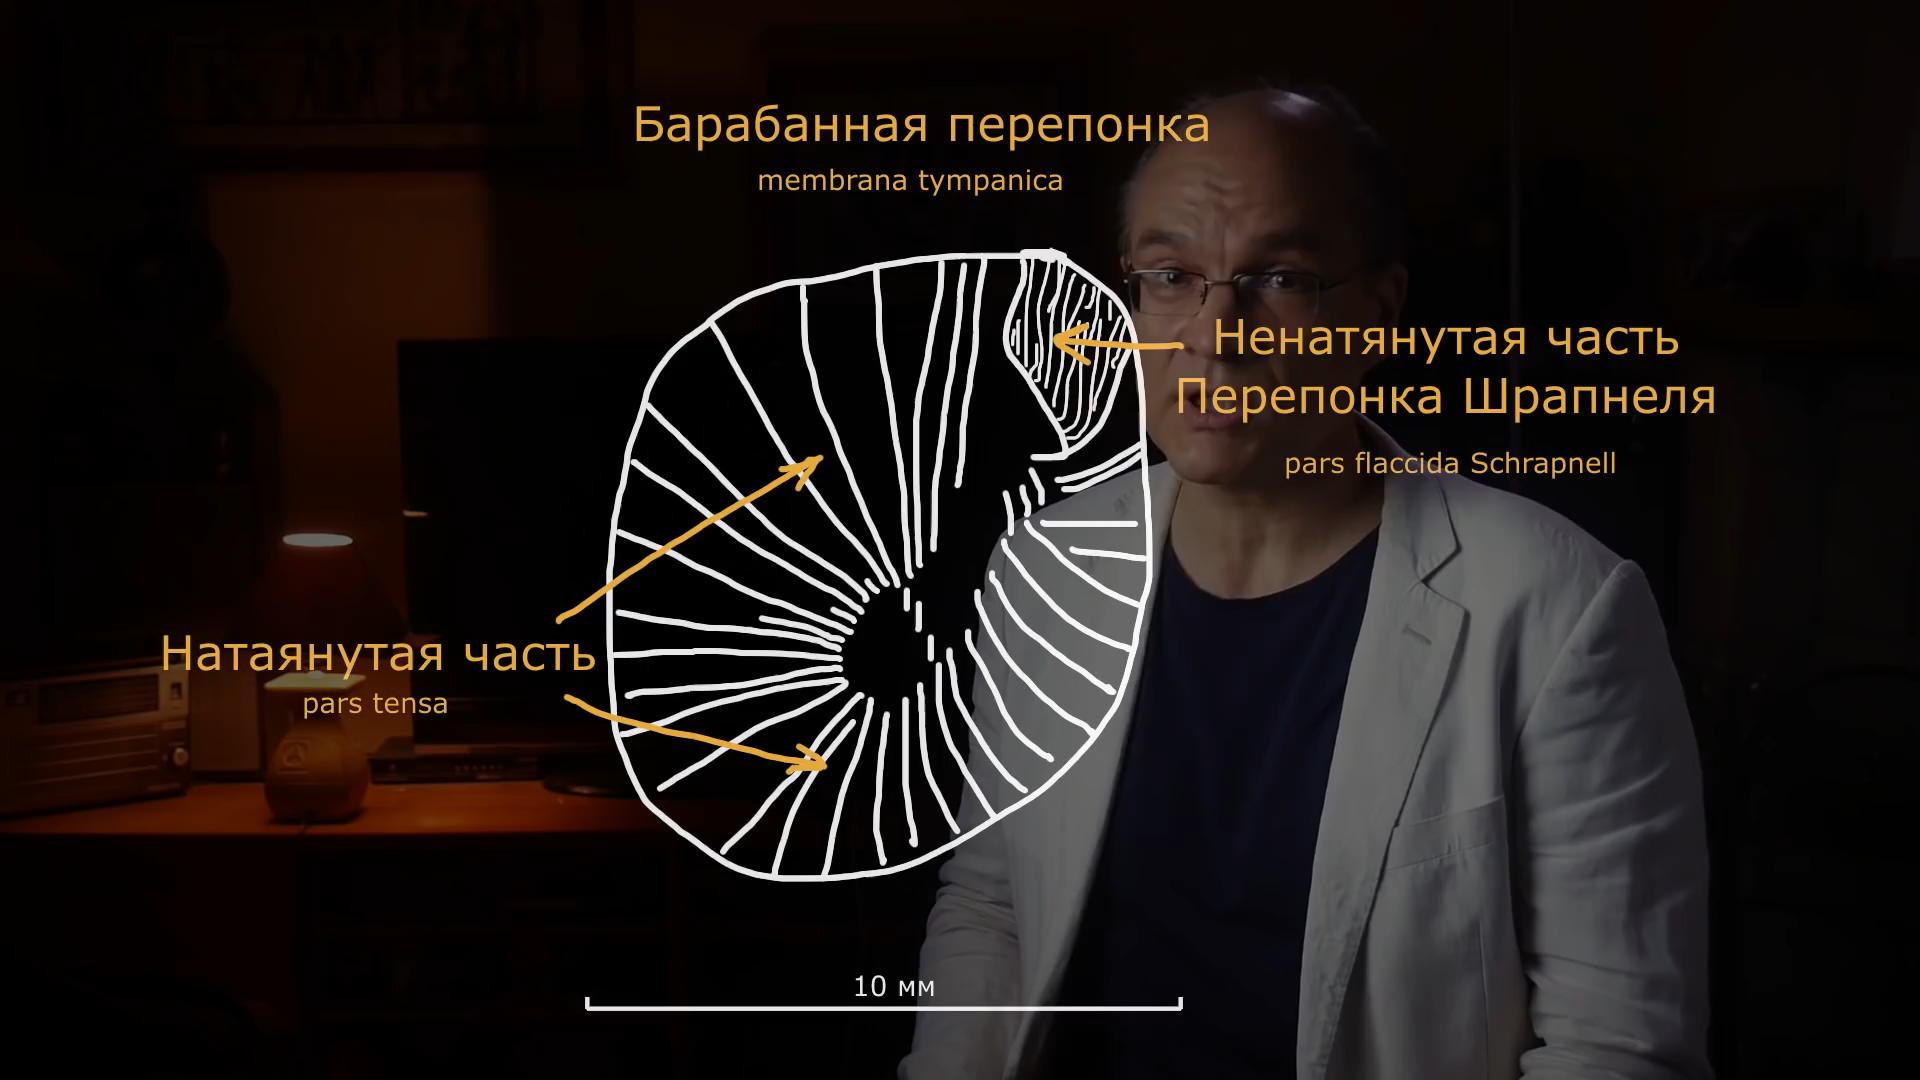 Барабанная перепонка
membrana tympanica
Ненатянутая часть
Перепонка Шрапнеля
pars flaccida Schrapnell
Натаянутая часть
pars tensa
10 мм